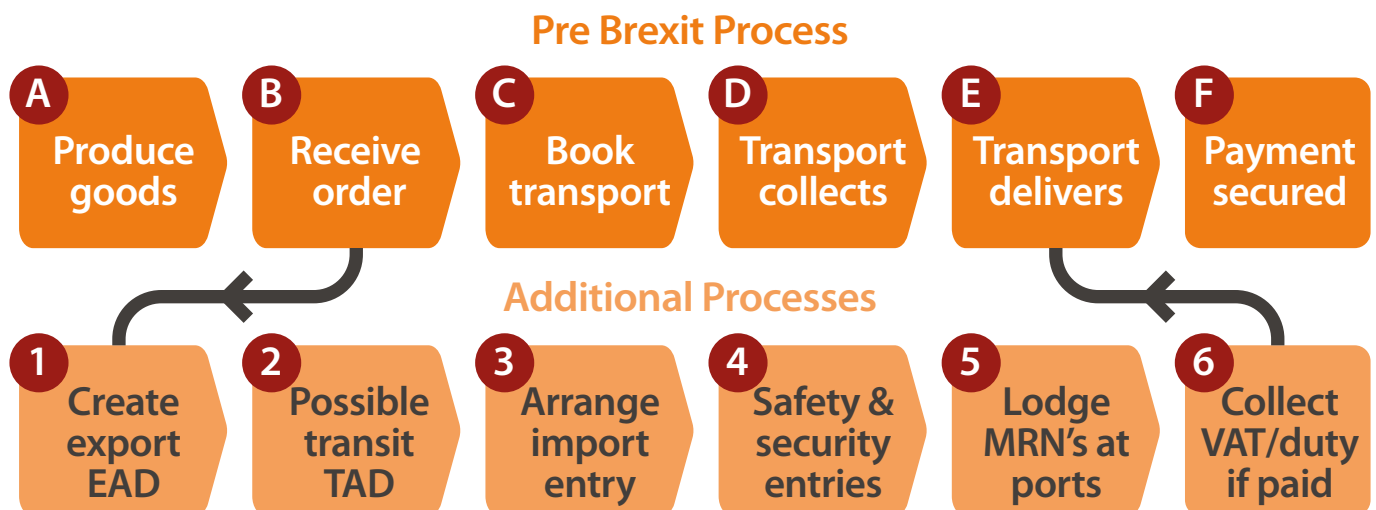 Pre Brexit Process
A
Produce
goods
B
Receive
order
C
Book
transport
D
Transport
collects
E
Transport
delivers
F
Payment
secured
Additional Processes
1
Create
export
EAD
2
Possible
transit
TAD
3
Arrange
import
entry
4
Safety &
security
entries
5
Lodge
MRN's at
ports
6
Collect
VAT/duty
if paid